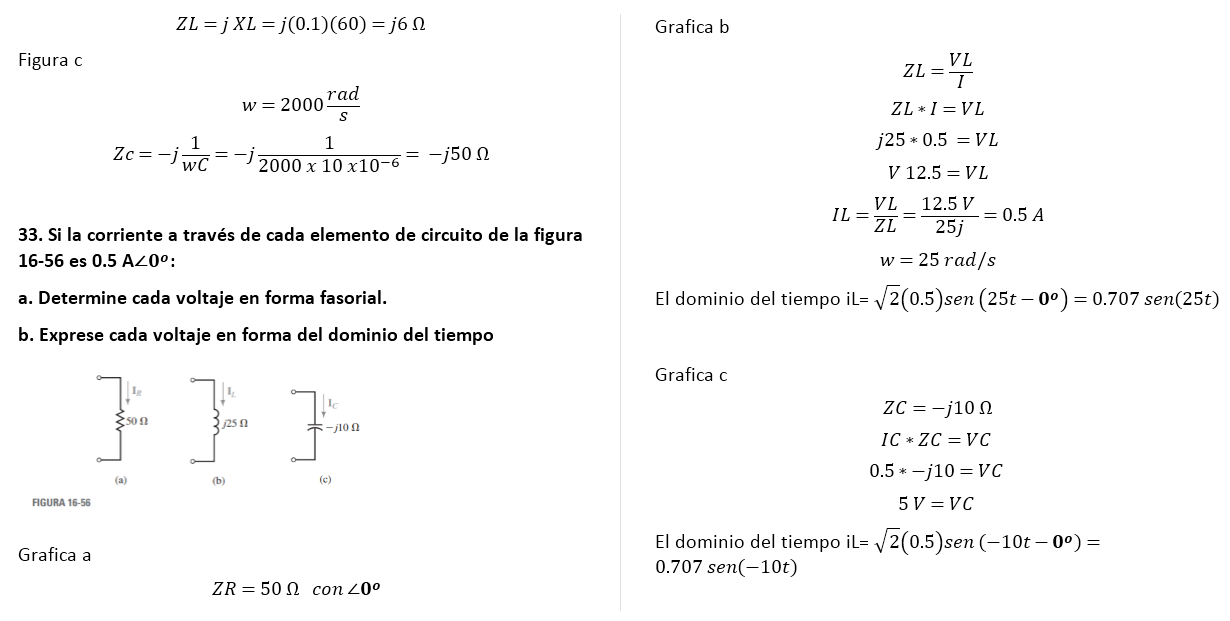 ZL = j XL = j(0.1)(60) = j6 Ω
Figura c
w = 2000 rad/s
Zc = −j 1/wC = −j 1/(2000 x 10 x10⁻⁶) = −j50 Ω
33. Si la corriente a través de cada elemento de circuito de la figura
16-56 es 0.5 A∠0º:
a. Determine cada voltaje en forma fasorial.
b. Exprese cada voltaje en forma del dominio del tiempo
I_R
50 Ω
(a)
I_L
j25 Ω
(b)
I_C
−j10 Ω
(c)
FIGURA 16-56
Grafica a
ZR = 50 Ω con ∠0º
Grafica b
ZL = VL/I
ZL ∗ I = VL
j25 ∗ 0.5 = VL
V 12.5 = VL
IL = VL/ZL = 12.5 V/25j = 0.5 A
w = 25 rad/s
El dominio del tiempo iL= √2(0.5)sen (25t − 0º) = 0.707 sen(25t)
Grafica c
ZC = −j10 Ω
IC ∗ ZC = VC
0.5 ∗ −j10 = VC
5 V = VC
El dominio del tiempo iL= √2(0.5)sen (−10t − 0º) =
0.707 sen(−10t)